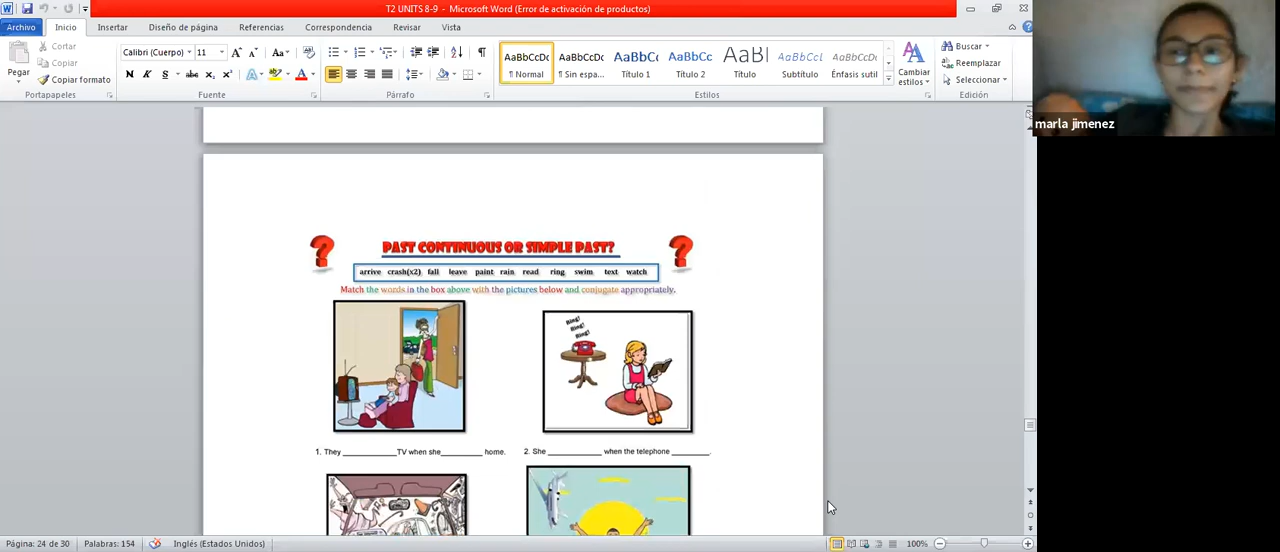 T2 UNITS 8-9 - Microsoft Word (Error de activación de productos)
Archivo Inicio Insertar Diseño de página Referencias Correspondencia Revisar Vista
Pegar
Cortar
Copiar
Copiar formato
Portapapeles
Calibri (Cuerpo) 11
Fuente
Párrafo
AaBbCcDc
¶ Normal
AaBbCcDc
¶ Sin espa...
AaBbC(
Título 1
AaBbCc
Título 2
AaBl
Título
AaBbCcL
Subtítulo
AaBbCcDı
Énfasis sutil
Cambiar
estilos
Estilos
Buscar
Reemplazar
Seleccionar
Edición
marla jimenez
PAST CONTINUOUS OR SIMPLE PAST?
arrive crash(x2) fall leave paint rain read ring swim text watch
Match the words in the box above with the pictures below and conjugate appropriately.
Ring!
Ring!
Ring!
1. They ____________TV when she_________ home.
2. She ____________ when the telephone ________.
Página: 24 de 30 Palabras: 154 Inglés (Estados Unidos) 100%